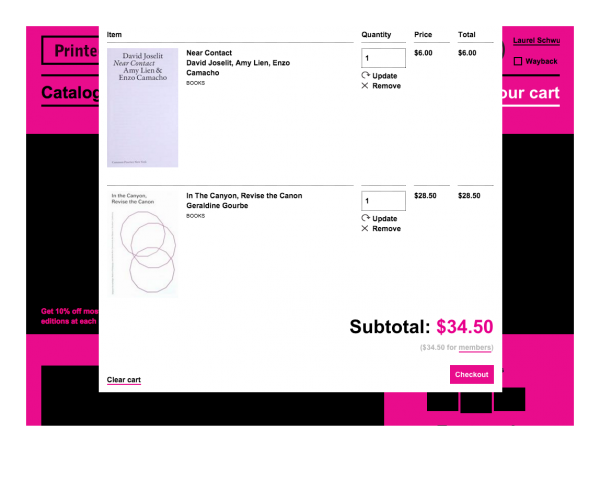 Item
Quantity
Price
Total
Near Contact
David Joselit, Amy Lien, Enzo
Camacho
BOOKS
David Joselit
Near Contact
Amy Lien &
Enzo Camacho
1
Update
Remove
$6.00
$6.00
In The Canyon, Revise the Canon
Geraldine Gourbe
BOOKS
In the Canyon,
Revise the Canon
1
Update
Remove
$28.50
$28.50
Subtotal: $34.50
($34.50 for members)
Clear cart
Checkout
Printe
Catalog
Laurel Schwu
Wayback
our cart
Get 10% off mos
editions at each